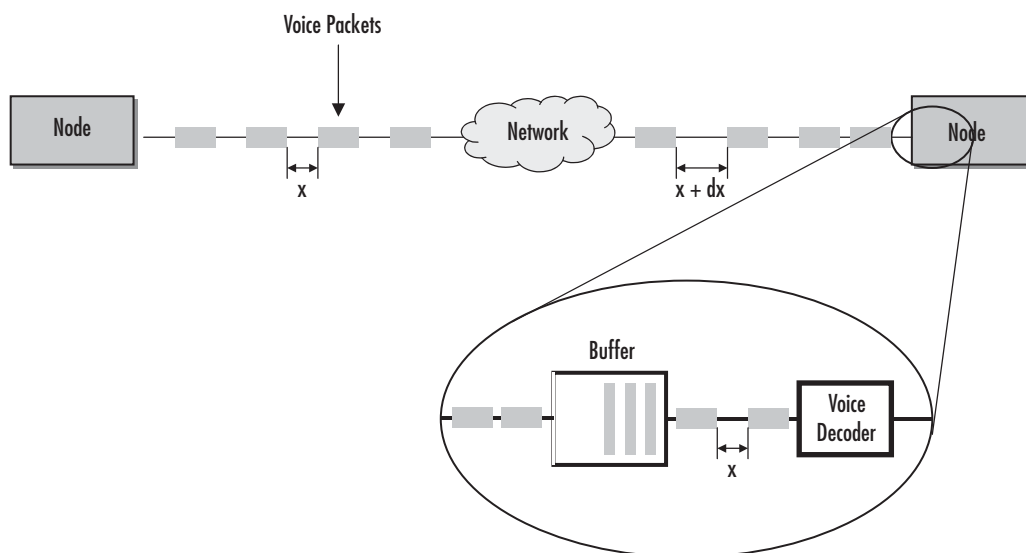 Voice Packets
Node
Network
Node
x
x + dx
Buffer
Voice
Decoder
x